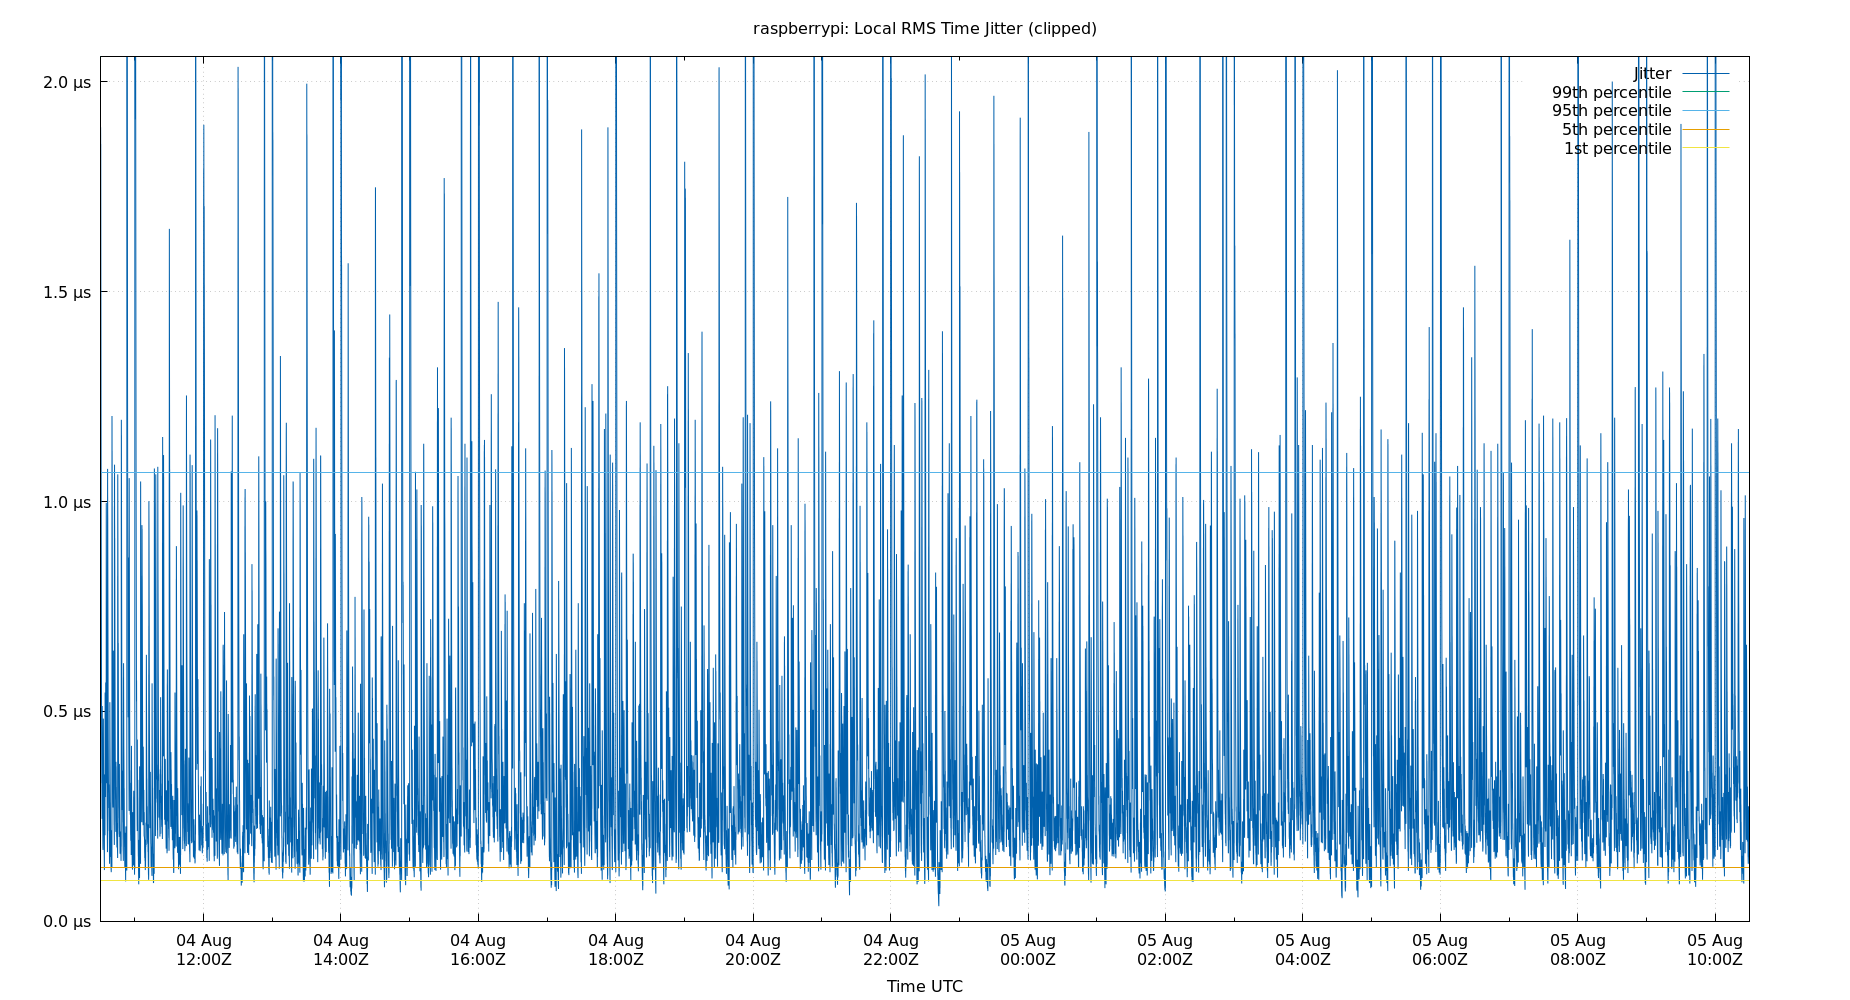 raspberrypi: Local RMS Time Jitter (clipped)
2.0 µs
1.5 µs
1.0 µs
0.5 µs
0.0 µs
Jitter
99th percentile
95th percentile
5th percentile
1st percentile
04 Aug 04 Aug 04 Aug 04 Aug 04 Aug 04 Aug 05 Aug 05 Aug 05 Aug 05 Aug 05 Aug 05 Aug
12:00Z 14:00Z 16:00Z 18:00Z 20:00Z 22:00Z 00:00Z 02:00Z 04:00Z 06:00Z 08:00Z 10:00Z
Time UTC